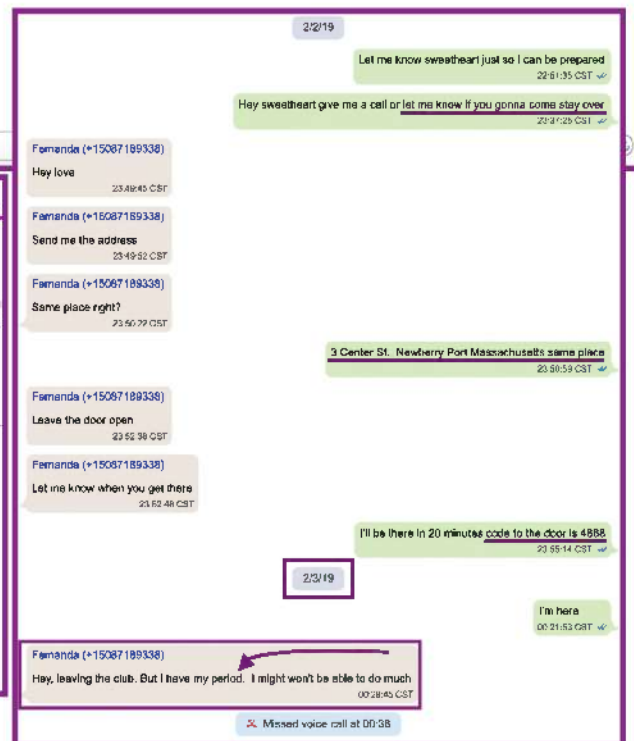 2/2/19
Let me know sweetheart just so I can be prepared
22:51:35 CST
Hey sweetheart give me a call or let me know if you gonna come stay over
23:37:25 CST
Fernanda (+15087189338)
Hey love
23:49:45 CST
Fernanda (+15087189338)
Send me the address
23:49:52 CST
Fernanda (+15087189338)
Same place right?
23:50:22 CST
3 Center St. Newberry Port Massachusetts same place
23:50:59 CST
Fernanda (+15087189338)
Leave the door open
23:52:38 CST
Fernanda (+15087189338)
Let me know when you get there
23:52:48 CST
I'll be there in 20 minutes code to the door is 4868
23:55:14 CST
2/3/19
I'm here
00:21:53 CST
Fernanda (+15087189338)
Hey, leaving the club. But I have my period. I might won't be able to do much
00:28:45 CST
Missed voice call at 00:38